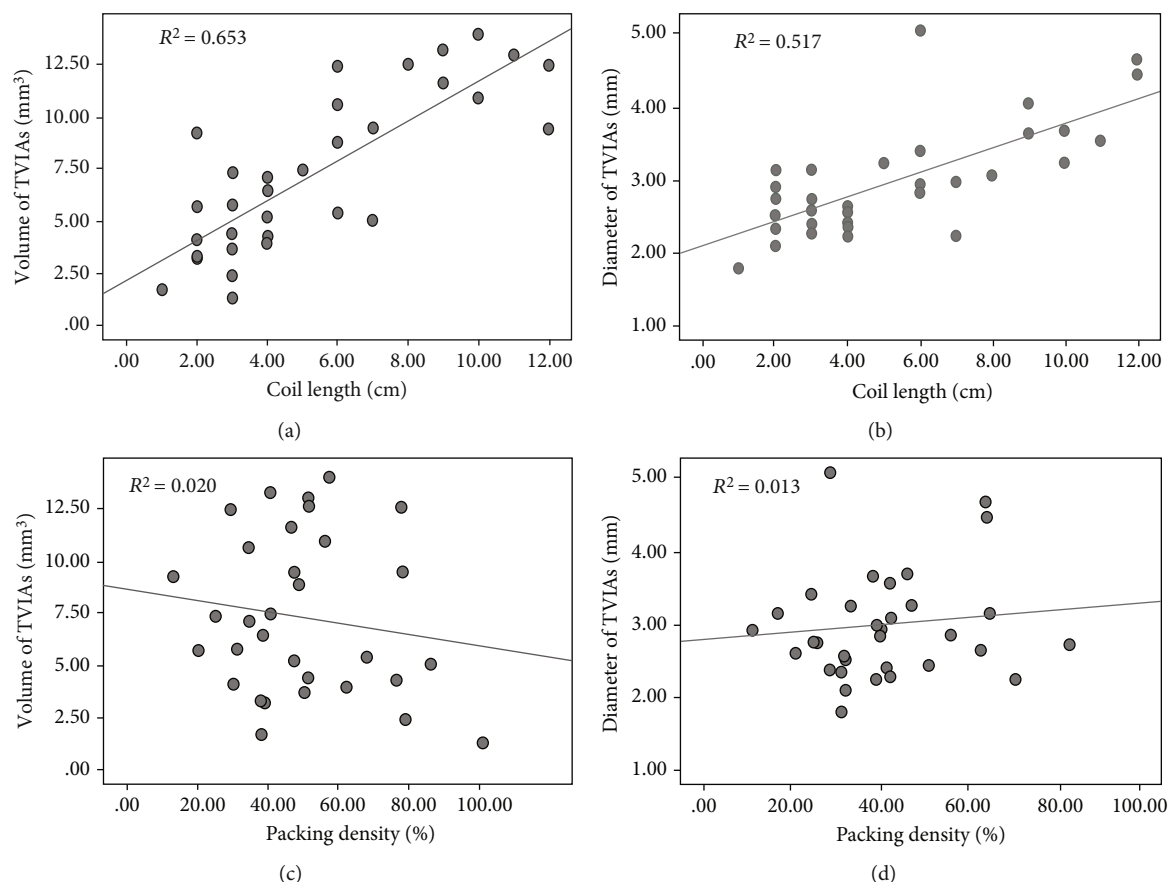 R² = 0.653
Volume of TVIAs (mm³)
12.50
10.00
7.50
5.00
2.50
.00
.00 2.00 4.00 6.00 8.00 10.00 12.00
Coil length (cm)
(a)
R² = 0.517
Diameter of TVIAs (mm)
5.00
4.00
3.00
2.00
1.00
.00 2.00 4.00 6.00 8.00 10.00 12.00
Coil length (cm)
(b)
R² = 0.020
Volume of TVIAs (mm³)
12.50
10.00
7.50
5.00
2.50
.00
.00 20.00 40.00 60.00 80.00 100.00
Packing density (%)
(c)
R² = 0.013
Diameter of TVIAs (mm)
5.00
4.00
3.00
2.00
1.00
.00 20.00 40.00 60.00 80.00 100.00
Packing density (%)
(d)